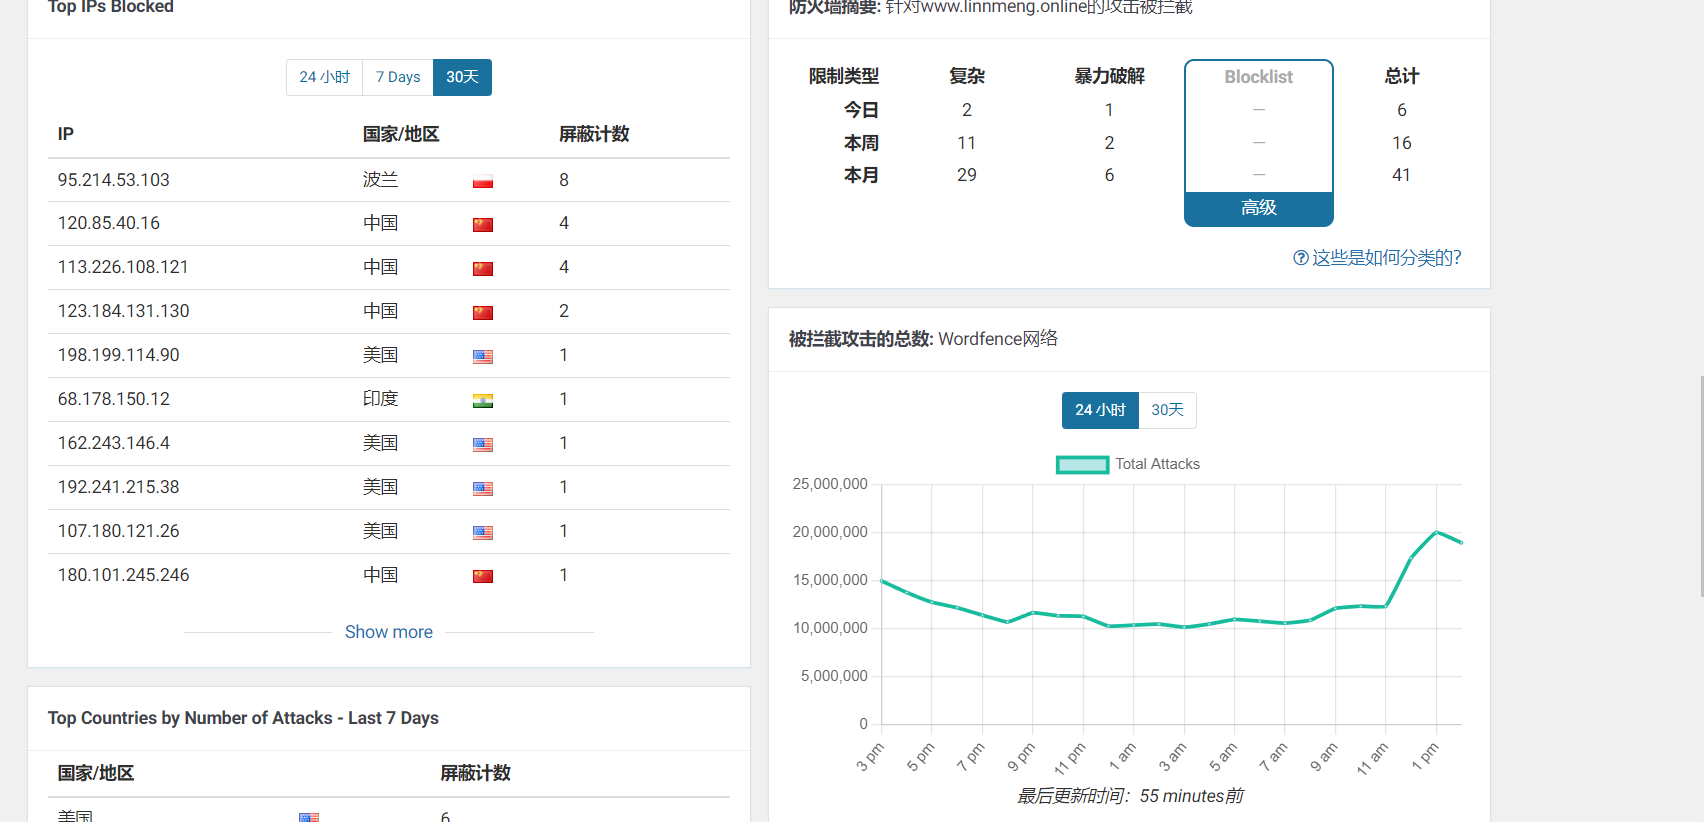 Top IPs Blocked
24 小时 7 Days 30天
IP 国家/地区 屏蔽计数
95.214.53.103 波兰 8
120.85.40.16 中国 4
113.226.108.121 中国 4
123.184.131.130 中国 2
198.199.114.90 美国 1
68.178.150.12 印度 1
162.243.146.4 美国 1
192.241.215.38 美国 1
107.180.121.26 美国 1
180.101.245.246 中国 1
Show more
Top Countries by Number of Attacks - Last 7 Days
国家/地区 屏蔽计数
美国 6
防火墙摘要: 针对www.linnmeng.online的攻击被拦截
限制类型 复杂 暴力破解 Blocklist 总计
今日 2 1 — 6
本周 11 2 — 16
本月 29 6 — 41
高级
这些是如何分类的?
被拦截攻击的总数: Wordfence网络
24 小时 30天
Total Attacks
25,000,000
20,000,000
15,000,000
10,000,000
5,000,000
0
3 pm 5 pm 7 pm 9 pm 11 pm 1 am 3 am 5 am 7 am 9 am 11 am 1 pm
最后更新时间：55 minutes前